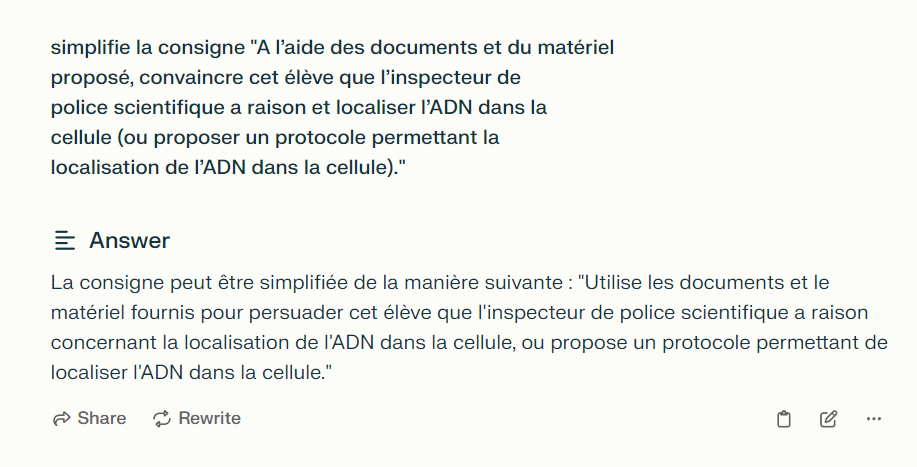 simplifie la consigne "A l’aide des documents et du matériel
proposé, convaincre cet élève que l’inspecteur de
police scientifique a raison et localiser l’ADN dans la
cellule (ou proposer un protocole permettant la
localisation de l’ADN dans la cellule)."
Answer
La consigne peut être simplifiée de la manière suivante : "Utilise les documents et le
matériel fournis pour persuader cet élève que l'inspecteur de police scientifique a raison
concernant la localisation de l'ADN dans la cellule, ou propose un protocole permettant de
localiser l'ADN dans la cellule."
Share Rewrite